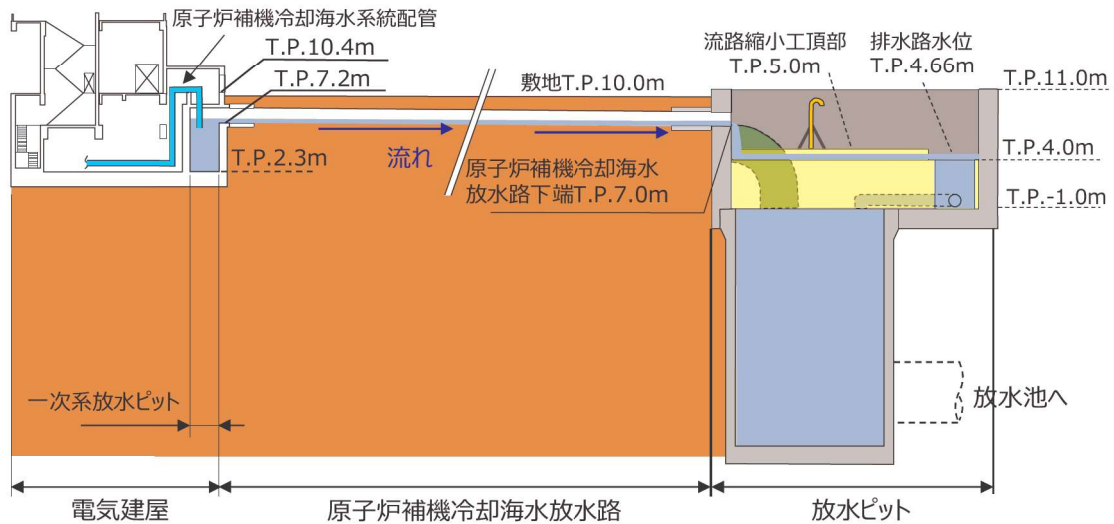 原子炉補機冷却海水系統配管
T.P.10.4m
T.P.7.2m
敷地T.P.10.0m
流路縮小工頂部
T.P.5.0m
排水路水位
T.P.4.66m
T.P.11.0m
流れ
T.P.2.3m
原子炉補機冷却海水
放水路下端T.P.7.0m
T.P.4.0m
T.P.-1.0m
一次系放水ピット
放水池へ
電気建屋
原子炉補機冷却海水放水路
放水ピット